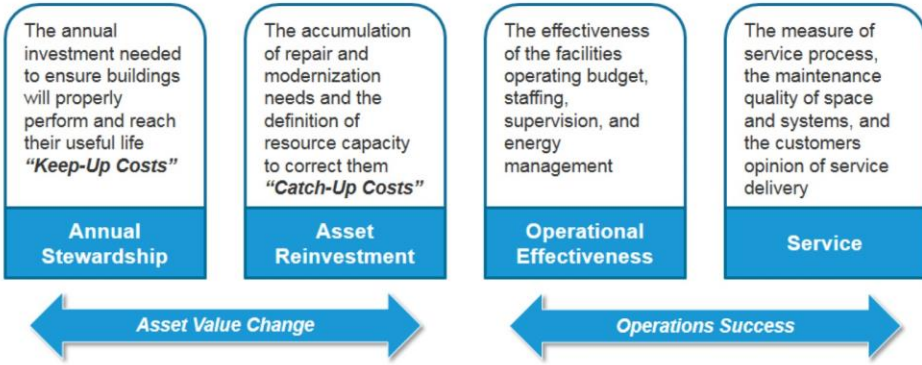 The annual
investment needed
to ensure buildings
will properly
perform and reach
their useful life
“Keep-Up Costs”
Annual
Stewardship
The accumulation
of repair and
modernization
needs and the
definition of
resource capacity
to correct them
“Catch-Up Costs”
Asset
Reinvestment
The effectiveness
of the facilities
operating budget,
staffing,
supervision, and
energy
management
Operational
Effectiveness
The measure of
service process,
the maintenance
quality of space
and systems, and
the customers
opinion of service
delivery
Service
Asset Value Change
Operations Success